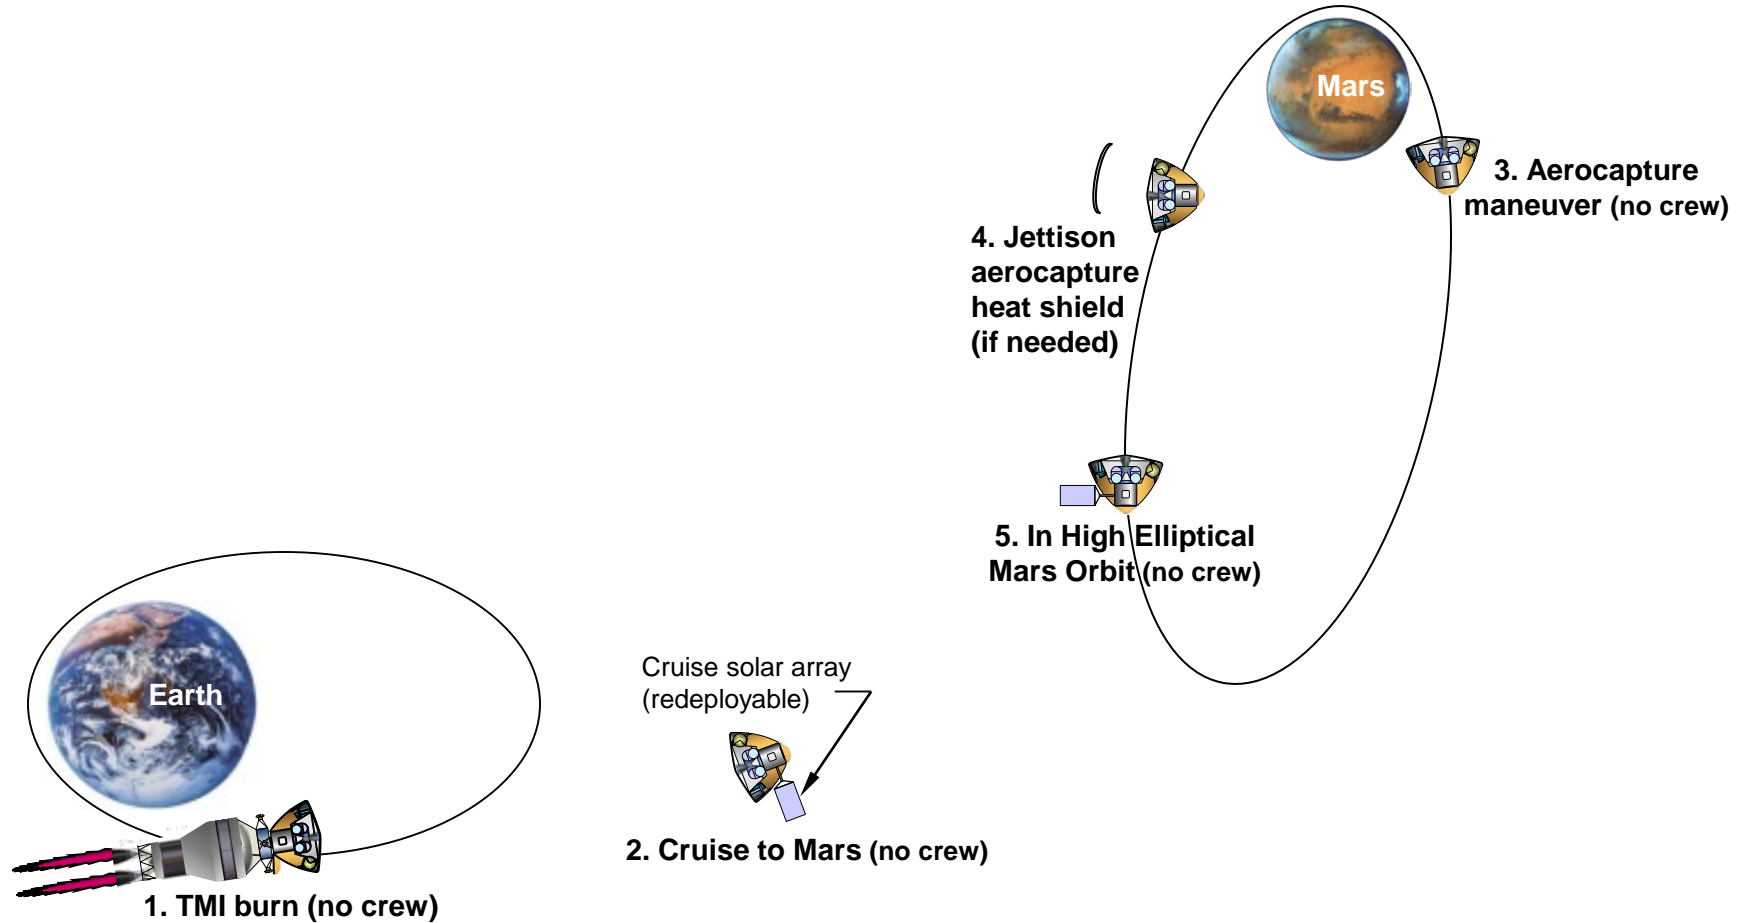 Mars
3. Aerocapture
maneuver (no crew)
4. Jettison
aerocapture
heat shield
(if needed)
5. In High Elliptical
Mars Orbit (no crew)
Earth
Cruise solar array
(redeployable)
2. Cruise to Mars (no crew)
1. TMI burn (no crew)